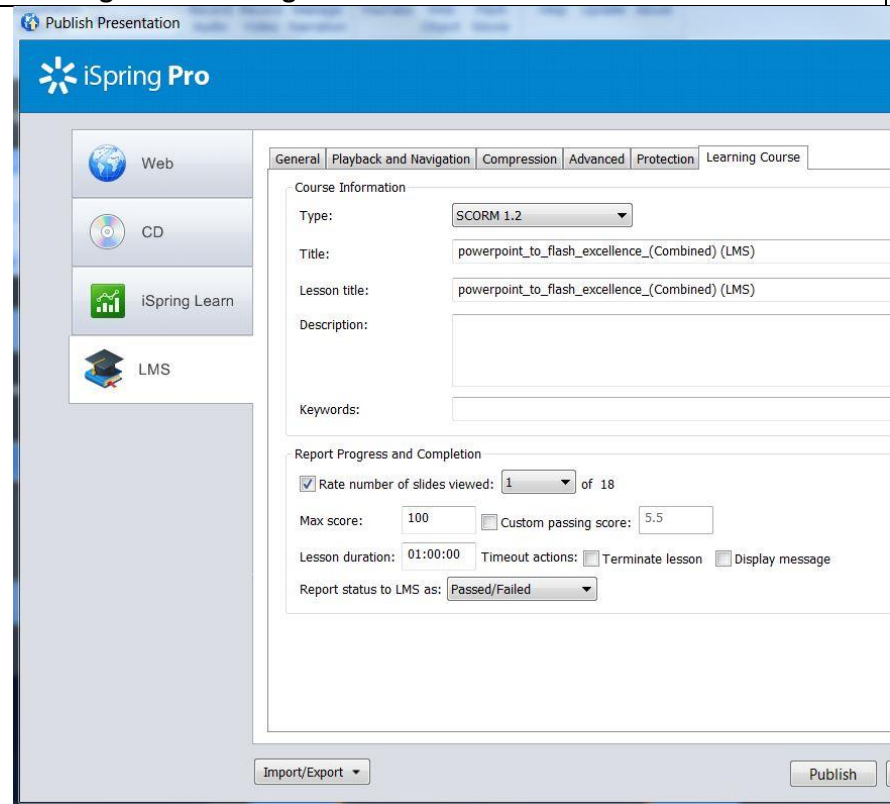 Publish Presentation
iSpring Pro
Web
CD
iSpring Learn
LMS
General Playback and Navigation Compression Advanced Protection Learning Course
Course Information
Type: SCORM 1.2
Title: powerpoint_to_flash_excellence_(Combined) (LMS)
Lesson title: powerpoint_to_flash_excellence_(Combined) (LMS)
Description:
Keywords:
Report Progress and Completion
Rate number of slides viewed: 1 of 18
Max score: 100 Custom passing score: 5.5
Lesson duration: 01:00:00 Timeout actions: Terminate lesson Display message
Report status to LMS as: Passed/Failed
Import/Export Publish